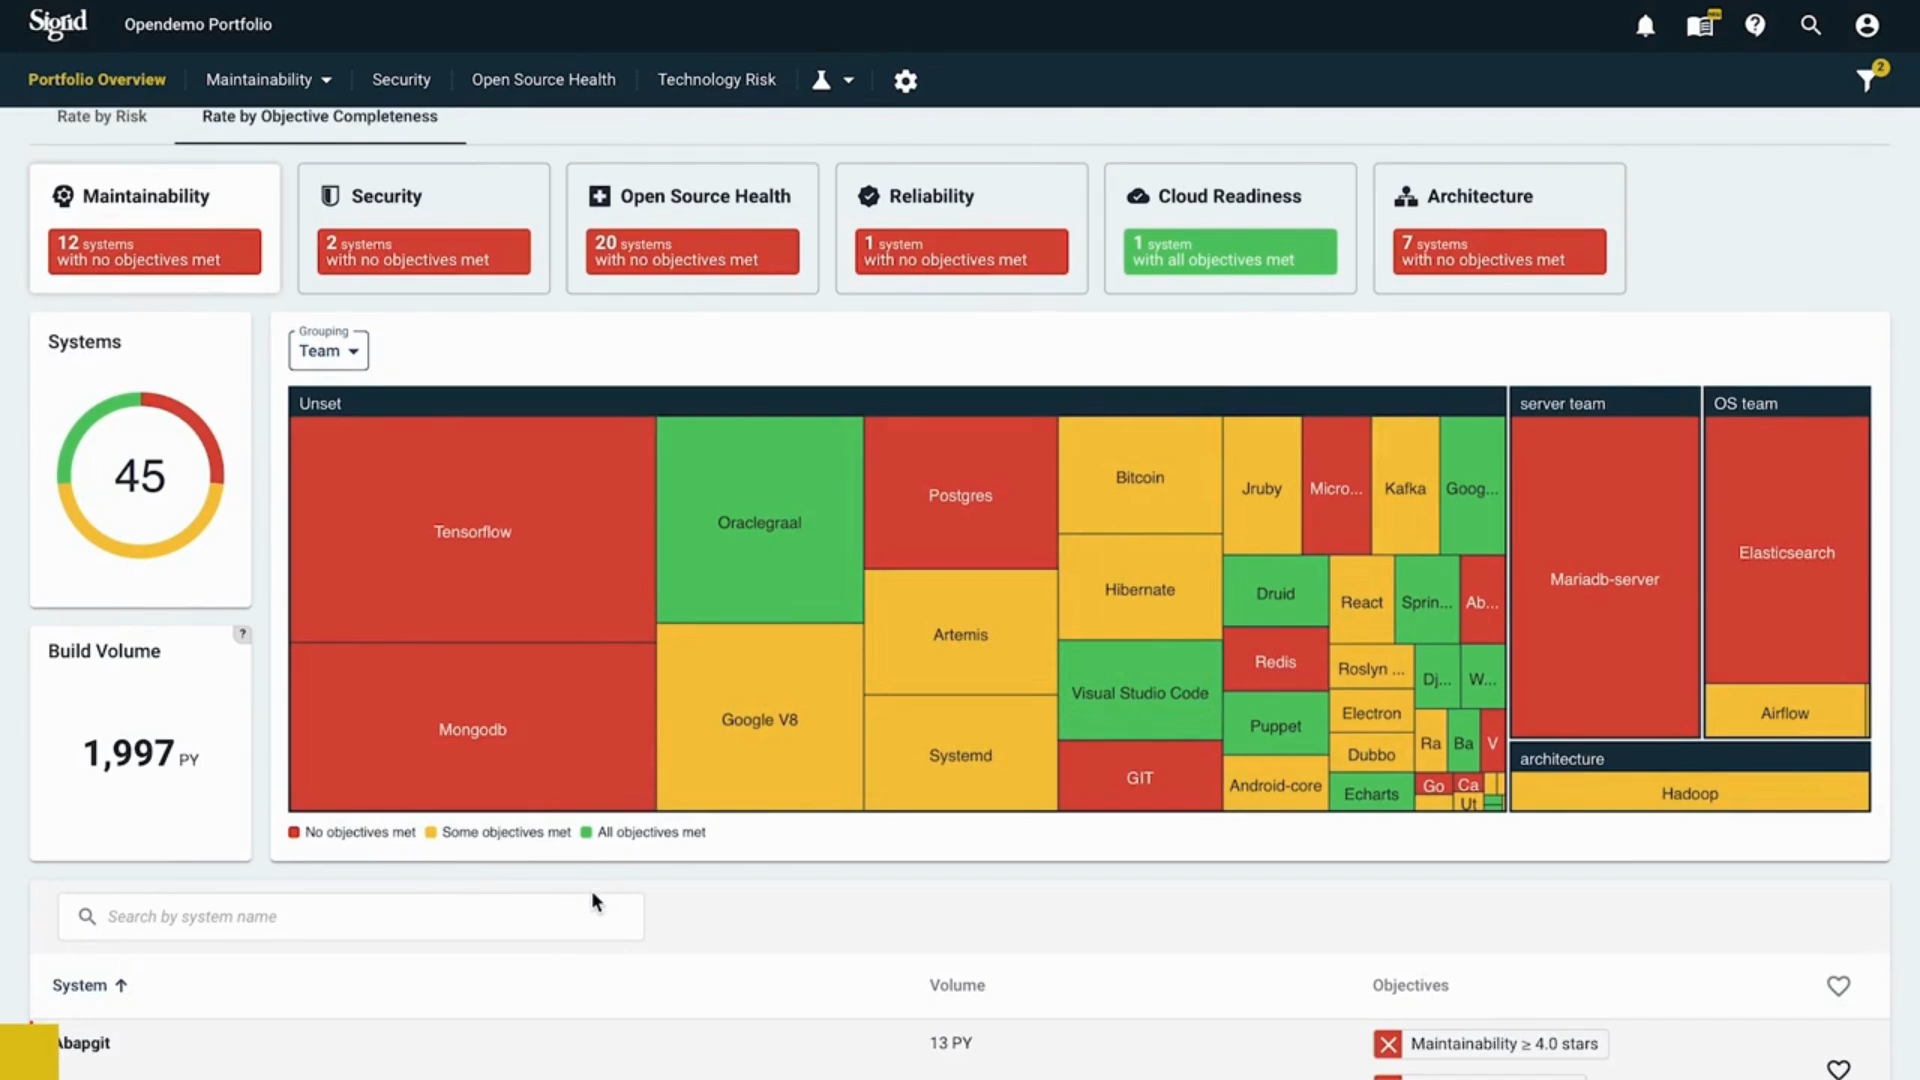 Sigrid
Opendemo Portfolio
Portfolio Overview
Maintainability
Security
Open Source Health
Technology Risk
2
Rate by Risk
Rate by Objective Completeness
Maintainability
12 systems
with no objectives met
Security
2 systems
with no objectives met
Open Source Health
20 systems
with no objectives met
Reliability
1 system
with no objectives met
Cloud Readiness
1 system
with all objectives met
Architecture
7 systems
with no objectives met
Systems
45
Build Volume
?
1,997 PY
Grouping
Team
Unset
Tensorflow
Mongodb
Oraclegraal
Google V8
Postgres
Artemis
Systemd
Bitcoin
Hibernate
Visual Studio Code
GIT
Jruby
Micro...
Kafka
Goog...
Druid
Redis
Puppet
Android-core
React
Sprin...
Ab...
Roslyn ...
Electron
Dubbo
Echarts
Dj...
W...
Ra
Ba
V
Go
Ca
Ut
server team
Mariadb-server
OS team
Elasticsearch
Airflow
architecture
Hadoop
No objectives met
Some objectives met
All objectives met
Search by system name
System
Volume
Objectives
Abapgit
13 PY
Maintainability ≥ 4.0 stars